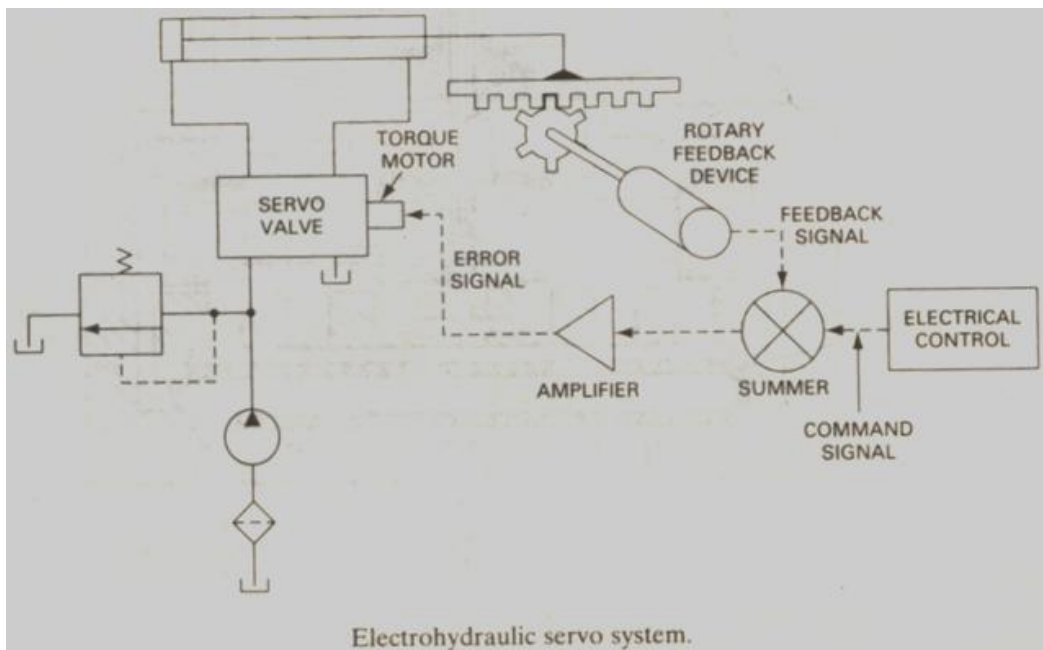 TORQUE
MOTOR
ROTARY
FEEDBACK
DEVICE
SERVO
VALVE
FEEDBACK
SIGNAL
ERROR
SIGNAL
ELECTRICAL
CONTROL
AMPLIFIER
SUMMER
COMMAND
SIGNAL
Electrohydraulic servo system.